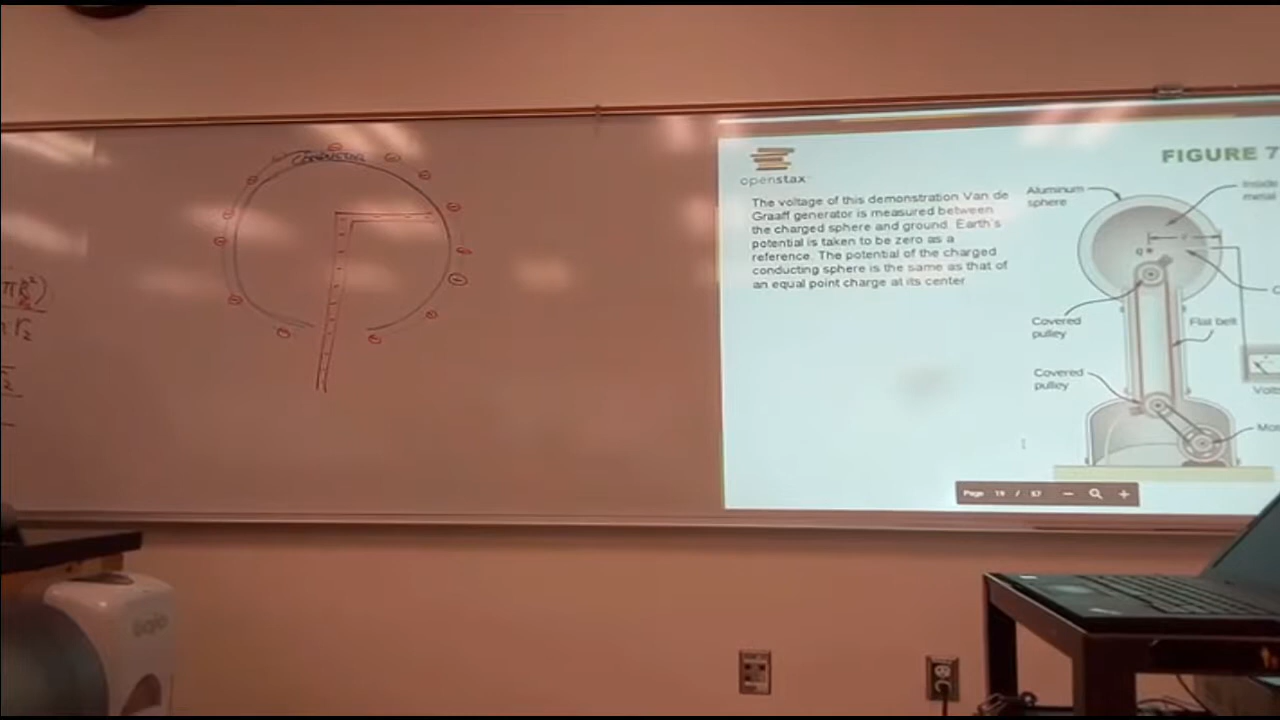 CONDUCTOR
openstax
The voltage of this demonstration Van de
Graaff generator is measured between
the charged sphere and ground. Earth's
potential is taken to be zero as a
reference. The potential of the charged
conducting sphere is the same as that of
an equal point charge at its center
FIGURE 7
Aluminum
sphere
Inside
metal
r
q
Covered
pulley
Flat belt
Covered
pulley
Page 19 / 57